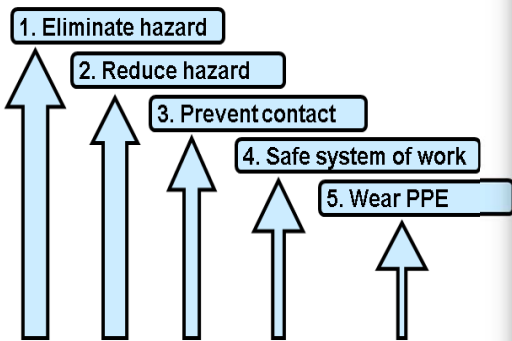 1. Eliminate hazard
2. Reduce hazard
3. Prevent contact
4. Safe system of work
5. Wear PPE